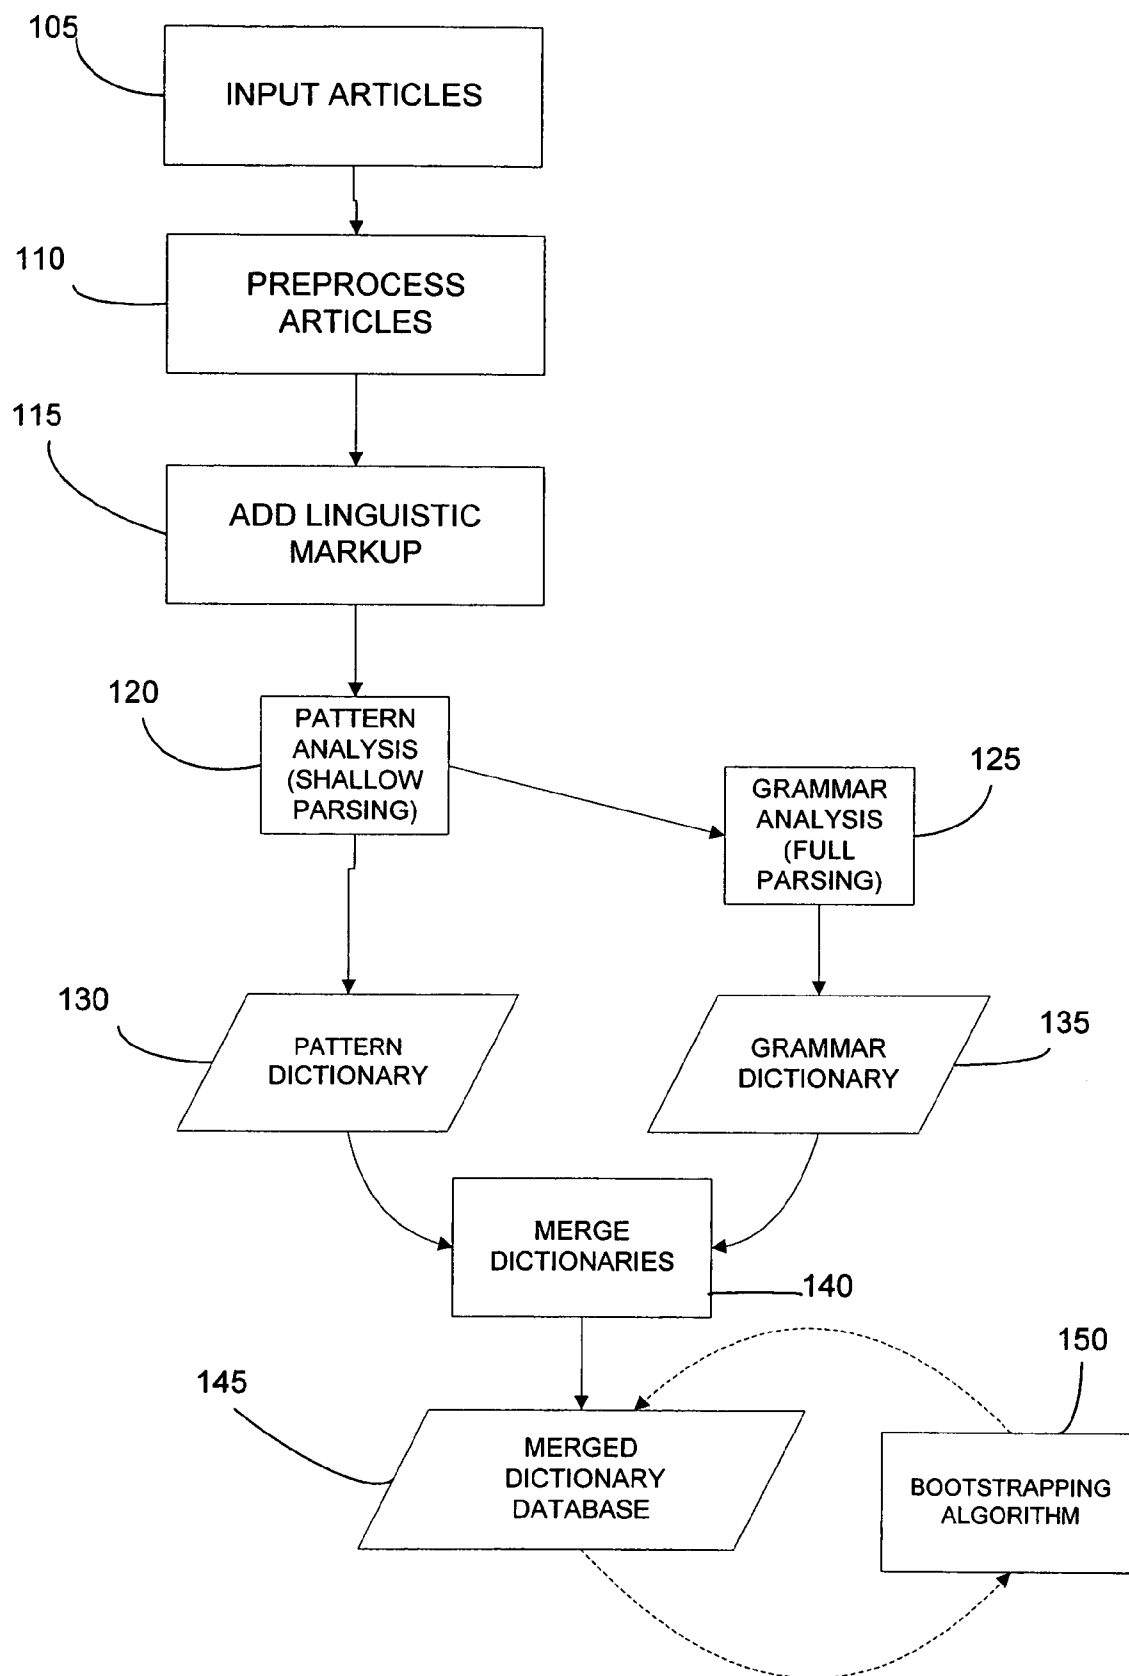 105
INPUT ARTICLES
110
PREPROCESS
ARTICLES
115
ADD LINGUISTIC
MARKUP
120
PATTERN
ANALYSIS
(SHALLOW
PARSING)
125
GRAMMAR
ANALYSIS
(FULL
PARSING)
130
PATTERN
DICTIONARY
135
GRAMMAR
DICTIONARY
MERGE
DICTIONARIES
140
145
MERGED
DICTIONARY
DATABASE
150
BOOTSTRAPPING
ALGORITHM